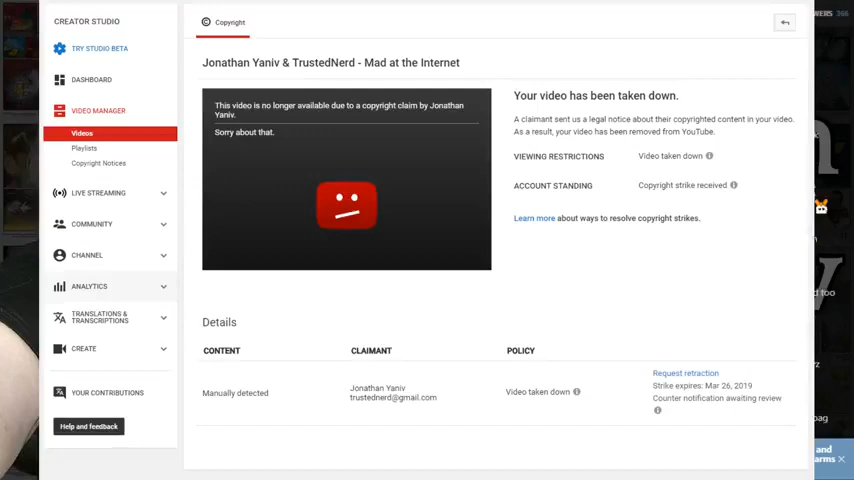 CREATOR STUDIO
TRY STUDIO BETA
DASHBOARD
VIDEO MANAGER
Videos
Playlists
Copyright Notices
LIVE STREAMING
COMMUNITY
CHANNEL
ANALYTICS
TRANSLATIONS &
TRANSCRIPTIONS
CREATE
YOUR CONTRIBUTIONS
Help and feedback
Copyright
Jonathan Yaniv & TrustedNerd - Mad at the Internet
This video is no longer available due to a copyright claim by Jonathan
Yaniv.
Sorry about that.
Your video has been taken down.
A claimant sent us a legal notice about their copyrighted content in your video.
As a result, your video has been removed from YouTube.
VIEWING RESTRICTIONS Video taken down
ACCOUNT STANDING Copyright strike received
Learn more about ways to resolve copyright strikes.
Details
CONTENT CLAIMANT POLICY
Manually detected
Jonathan Yaniv
trustednerd@gmail.com
Video taken down
Request retraction
Strike expires: Mar 26, 2019
Counter notification awaiting review
366
d too
and